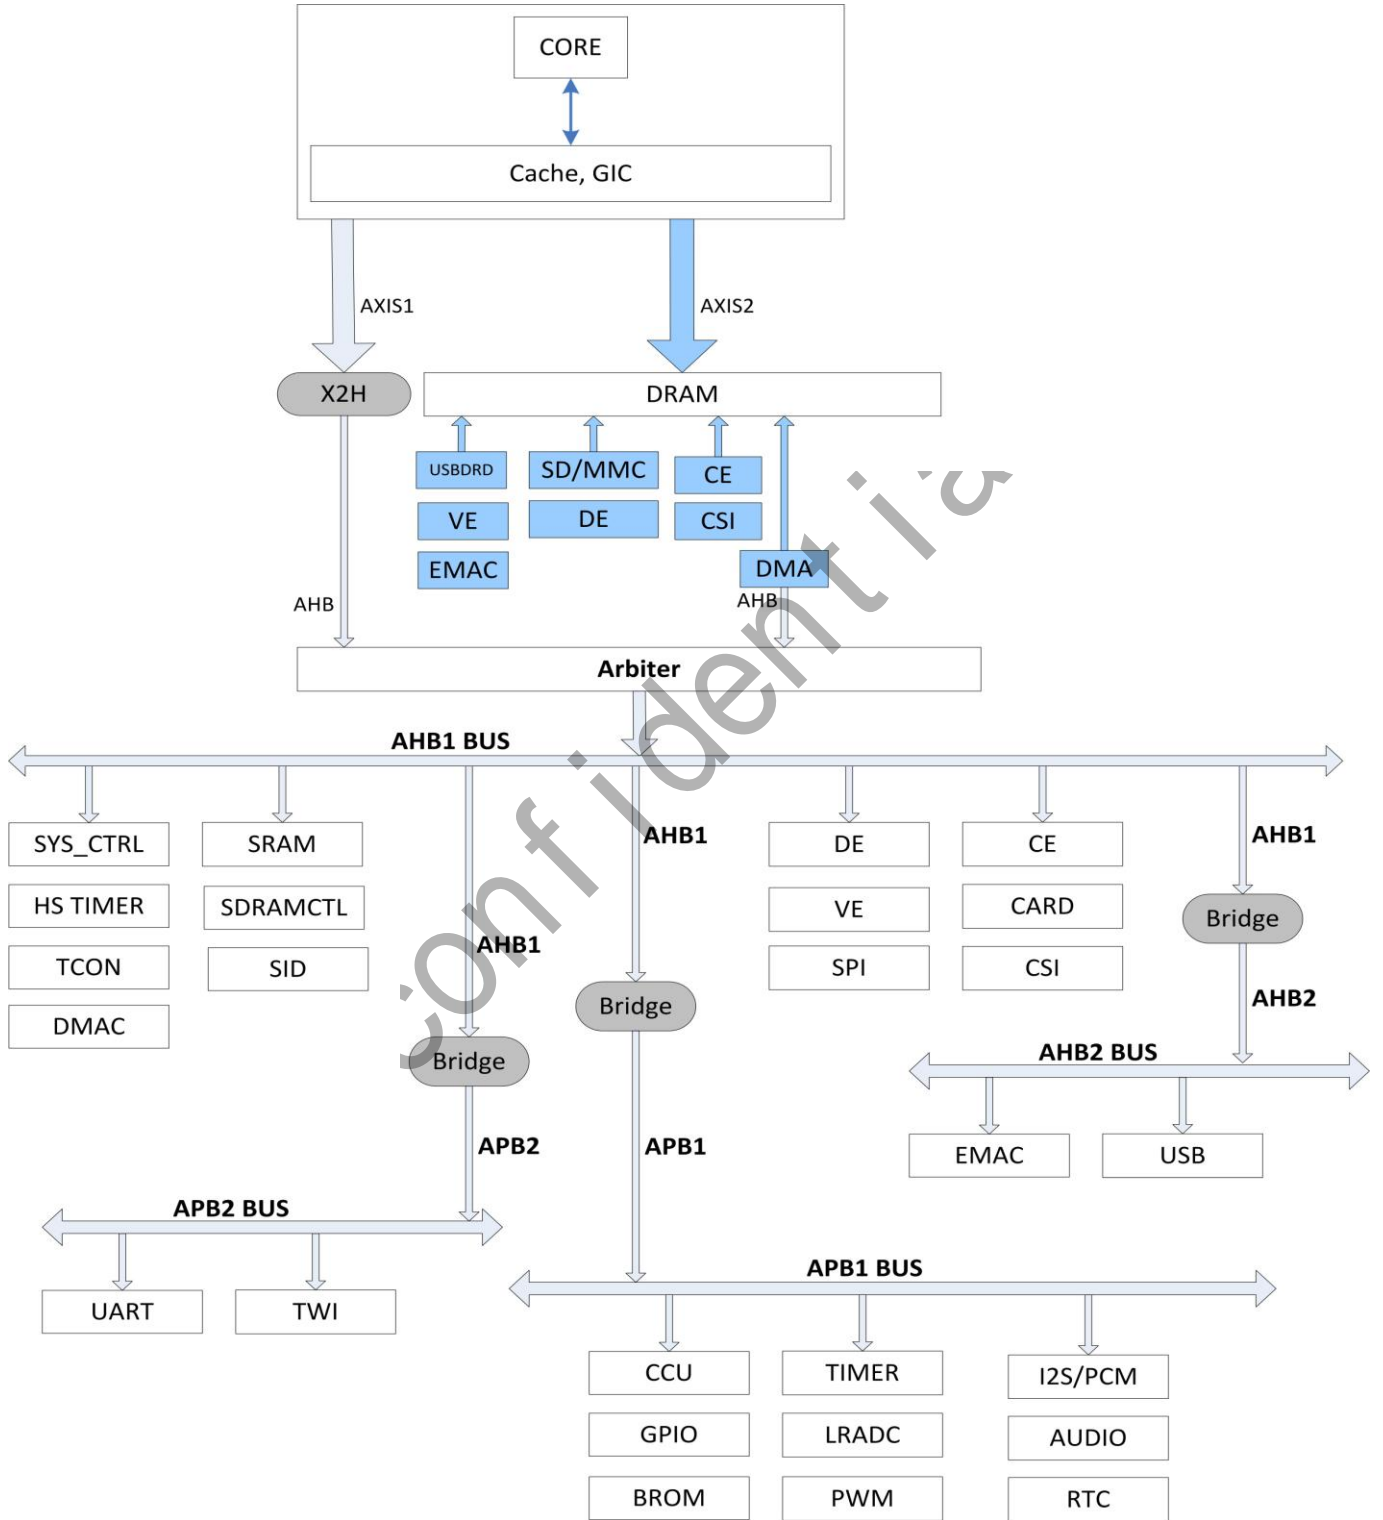 CORE
Cache, GIC
AXIS1
AXIS2
X2H
DRAM
USBDRD
SD/MMC
CE
VE
DE
CSI
EMAC
DMA
AHB
AHB
Arbiter
AHB1 BUS
SYS_CTRL
SRAM
AHB1
DE
CE
AHB1
HS TIMER
SDRAMCTL
VE
CARD
Bridge
AHB1
TCON
SID
SPI
CSI
Bridge
AHB2
DMAC
Bridge
AHB2 BUS
APB2
APB1
EMAC
USB
APB2 BUS
APB1 BUS
UART
TWI
CCU
TIMER
I2S/PCM
GPIO
LRADC
AUDIO
BROM
PWM
RTC
confidentia